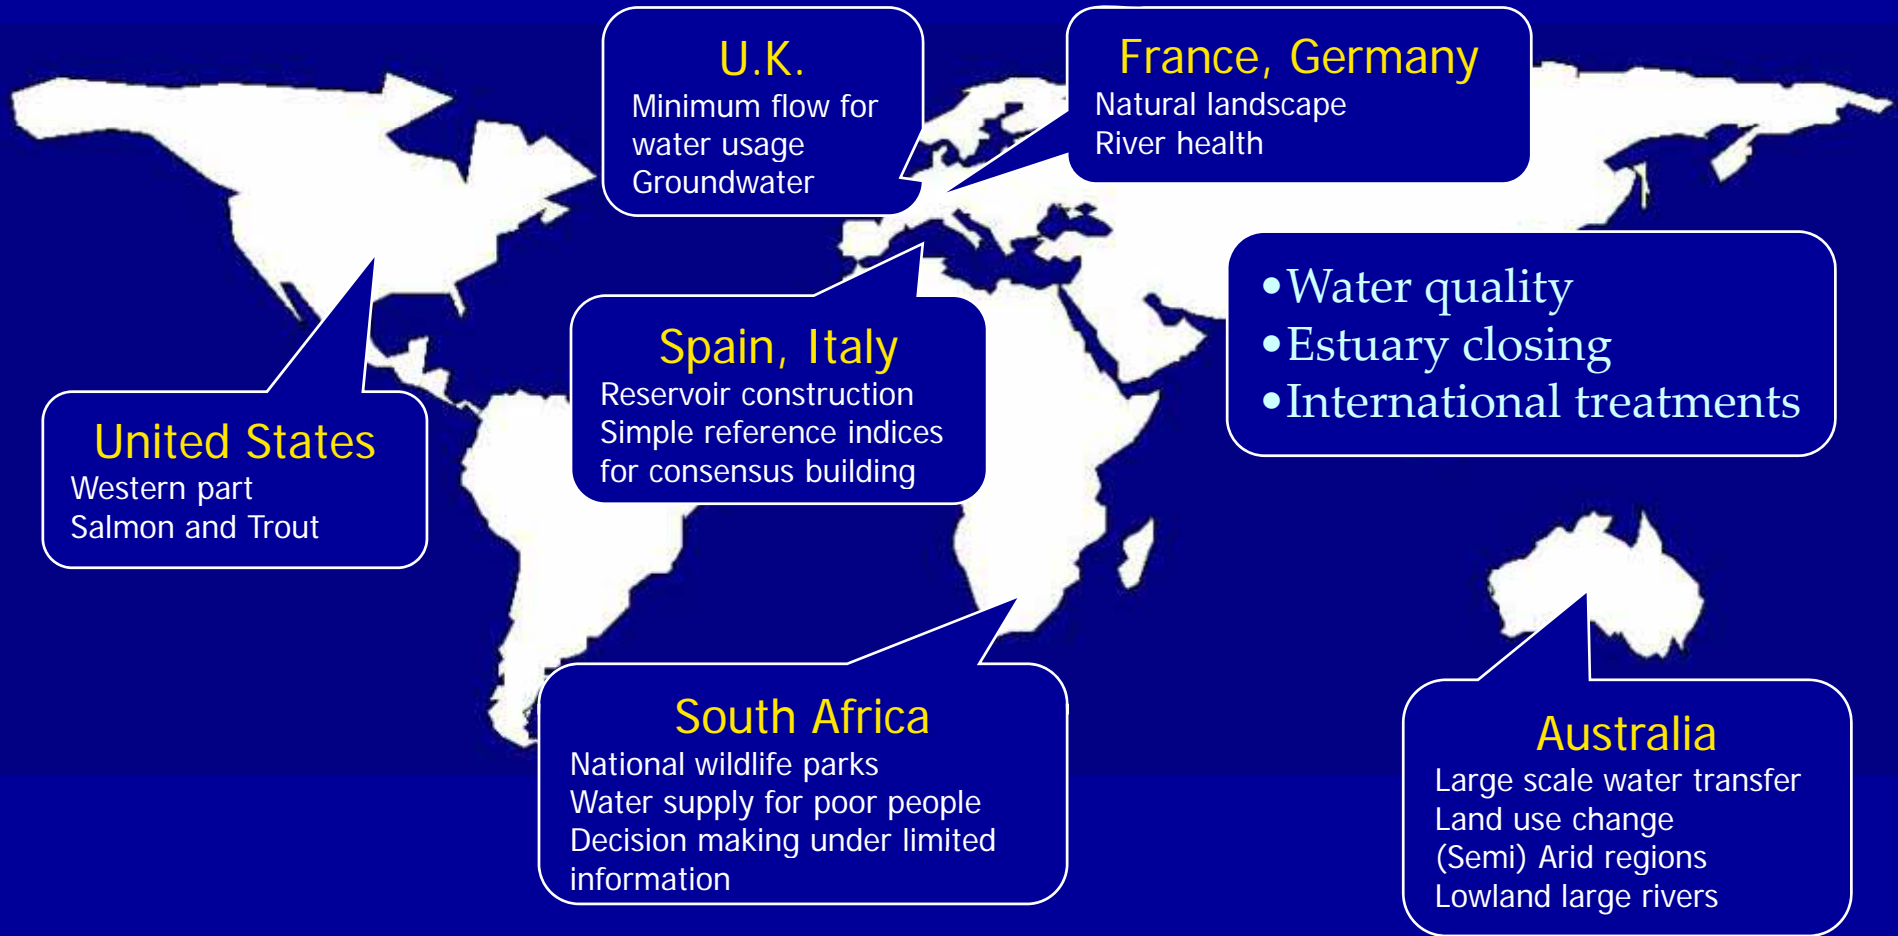 U.K.
Minimum flow for
water usage
Groundwater
France, Germany
Natural landscape
River health
•Water quality
•Estuary closing
•International treatments
Spain, Italy
Reservoir construction
Simple reference indices
for consensus building
United States
Western part
Salmon and Trout
South Africa
National wildlife parks
Water supply for poor people
Decision making under limited
information
Australia
Large scale water transfer
Land use change
(Semi) Arid regions
Lowland large rivers